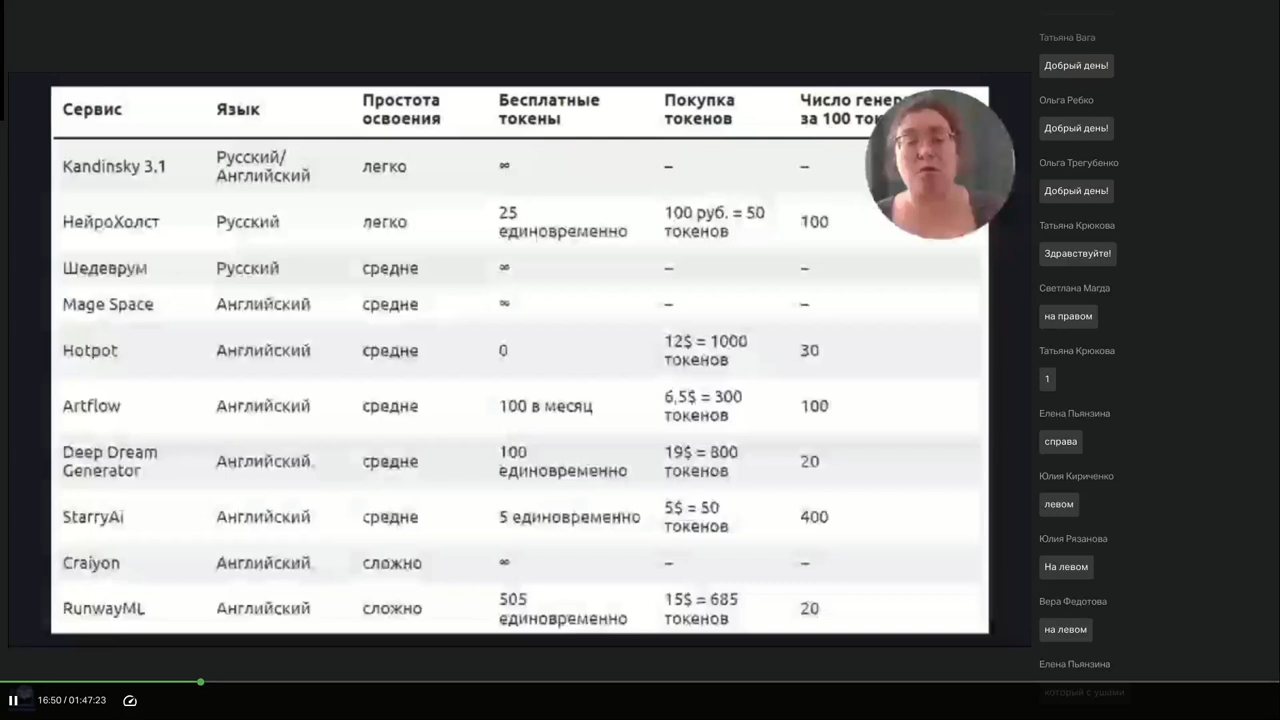 Сервис
Язык
Простота
освоения
Бесплатные
токены
Покупка
токенов
Число
за 100
Kandinsky 3.1
Русский/
Английский
легко
∞
–
–
НейроХолст
Русский
легко
25
единовременно
100 руб. = 50
токенов
100
Шедеврум
Русский
средне
∞
–
–
Mage Space
Английский
средне
∞
–
–
Hotpot
Английский
средне
0
12$ = 1000
токенов
30
Artflow
Английский
средне
100 в месяц
6,5$ = 300
токенов
100
Deep Dream
Generator
Английский
средне
100
единовременно
19$ = 800
токенов
20
StarryAi
Английский
средне
5 единовременно
5$ = 50
токенов
400
Craiyon
Английский
сложно
∞
–
–
RunwayML
Английский
сложно
505
единовременно
15$ = 685
токенов
20
16:50 / 01:47:23
Татьяна Вага
Добрый день!
Ольга Ребко
Добрый день!
Ольга Трегубенко
Добрый день!
Татьяна Крюкова
Здравствуйте!
Светлана Магда
на правом
Татьяна Крюкова
1
Елена Пьянзина
справа
Юлия Кириченко
левом
Юлия Рязанова
На левом
Вера Федотова
на левом
Елена Пьянзина
который с ушами